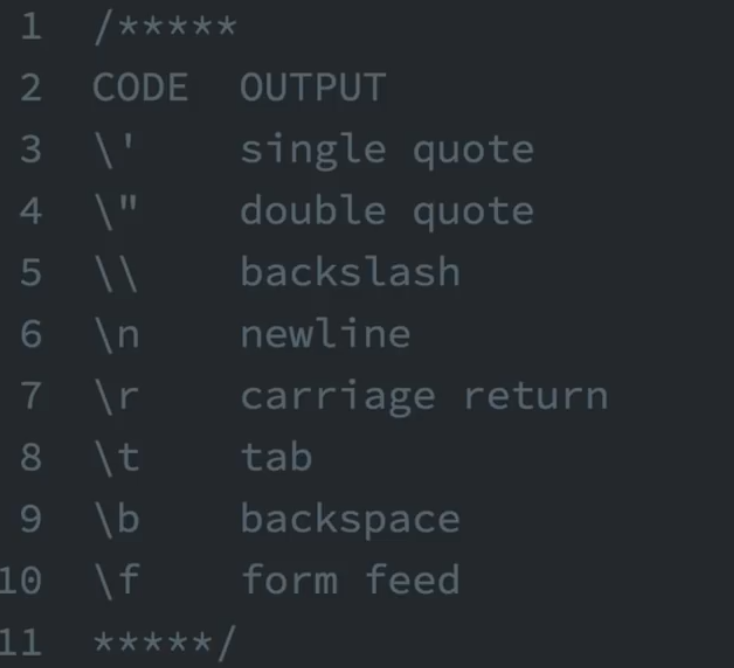 1 /*****
2 CODE OUTPUT
3 \' single quote
4 \" double quote
5 \\ backslash
6 \n newline
7 \r carriage return
8 \t tab
9 \b backspace
10 \f form feed
11 *****/